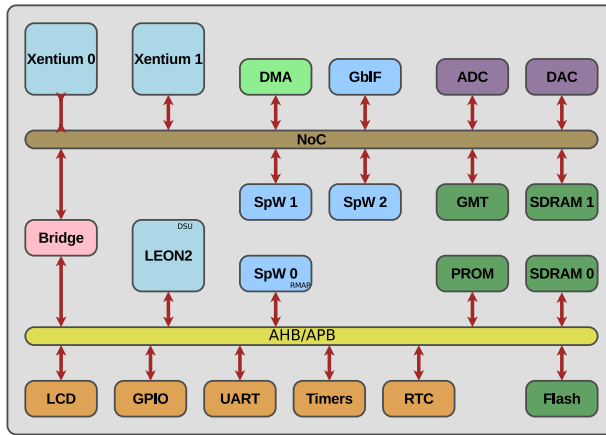 Xentium 0
Xentium 1
DMA
GbIF
ADC
DAC
NoC
SpW 1
SpW 2
GMT
SDRAM 1
Bridge
DSU
LEON2
SpW 0
RMAP
PROM
SDRAM 0
AHB/APB
LCD
GPIO
UART
Timers
RTC
Flash